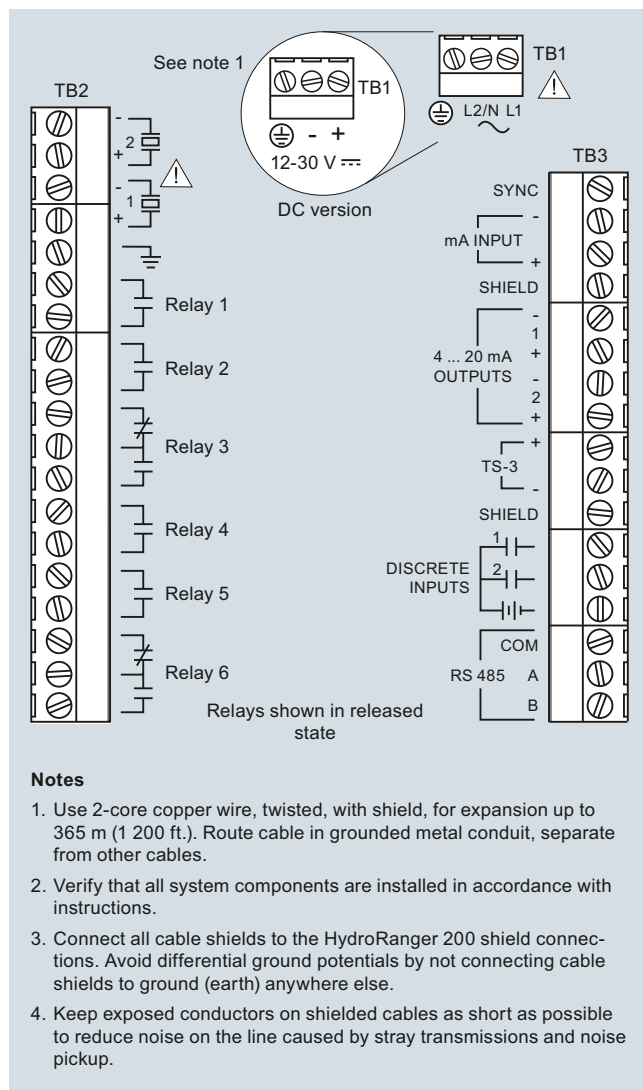 See note 1
TB1
TB1
L2/N L1
- +
12-30 V
DC version
TB2
-
2
+
-
1
+
Relay 1
Relay 2
Relay 3
Relay 4
Relay 5
Relay 6
Relays shown in released
state
TB3
SYNC
-
mA INPUT
+
SHIELD
-
1
4 ... 20 mA
+
OUTPUTS
-
2
+
+
TS-3
-
SHIELD
1
DISCRETE
2
INPUTS
COM
RS 485 A
B
Notes
1. Use 2-core copper wire, twisted, with shield, for expansion up to
365 m (1 200 ft.). Route cable in grounded metal conduit, separate
from other cables.
2. Verify that all system components are installed in accordance with
instructions.
3. Connect all cable shields to the HydroRanger 200 shield connec-
tions. Avoid differential ground potentials by not connecting cable
shields to ground (earth) anywhere else.
4. Keep exposed conductors on shielded cables as short as possible
to reduce noise on the line caused by stray transmissions and noise
pickup.